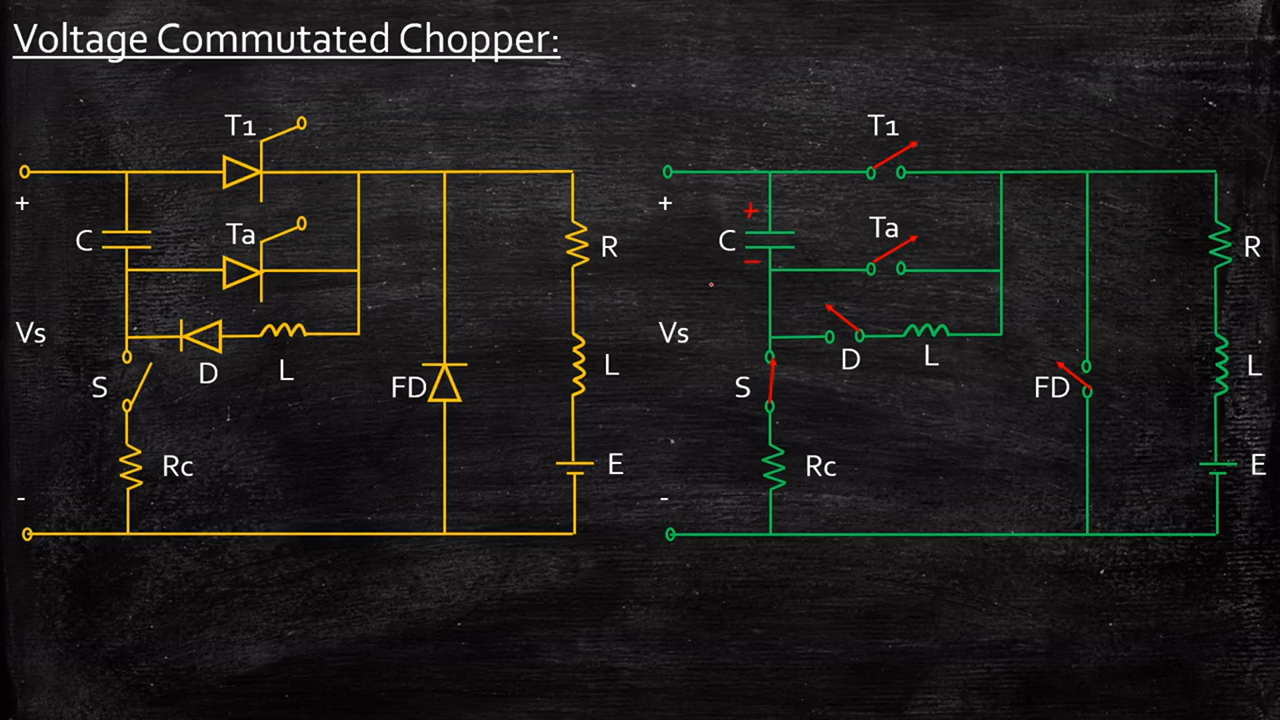 Voltage Commutated Chopper:
T1
+
C
Ta
R
Vs
D
L
S
FD
L
Rc
E
-
T1
+
+
C
-
Ta
R
Vs
D
L
S
FD
L
Rc
E
-